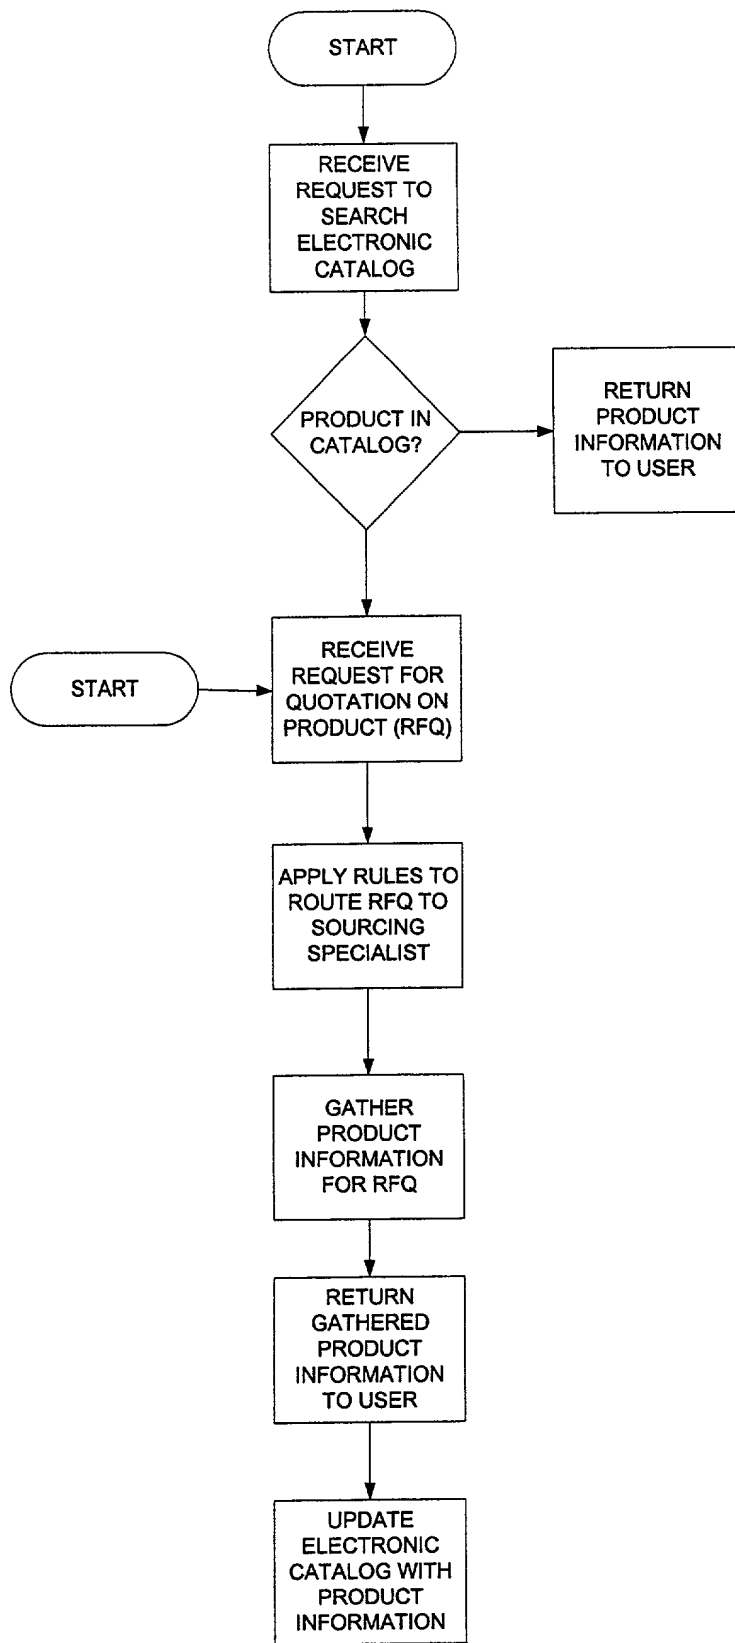 START
RECEIVE
REQUEST TO
SEARCH
ELECTRONIC
CATALOG
PRODUCT IN
CATALOG?
RETURN
PRODUCT
INFORMATION
TO USER
START
RECEIVE
REQUEST FOR
QUOTATION ON
PRODUCT (RFQ)
APPLY RULES TO
ROUTE RFQ TO
SOURCING
SPECIALIST
GATHER
PRODUCT
INFORMATION
FOR RFQ
RETURN
GATHERED
PRODUCT
INFORMATION
TO USER
UPDATE
ELECTRONIC
CATALOG WITH
PRODUCT
INFORMATION